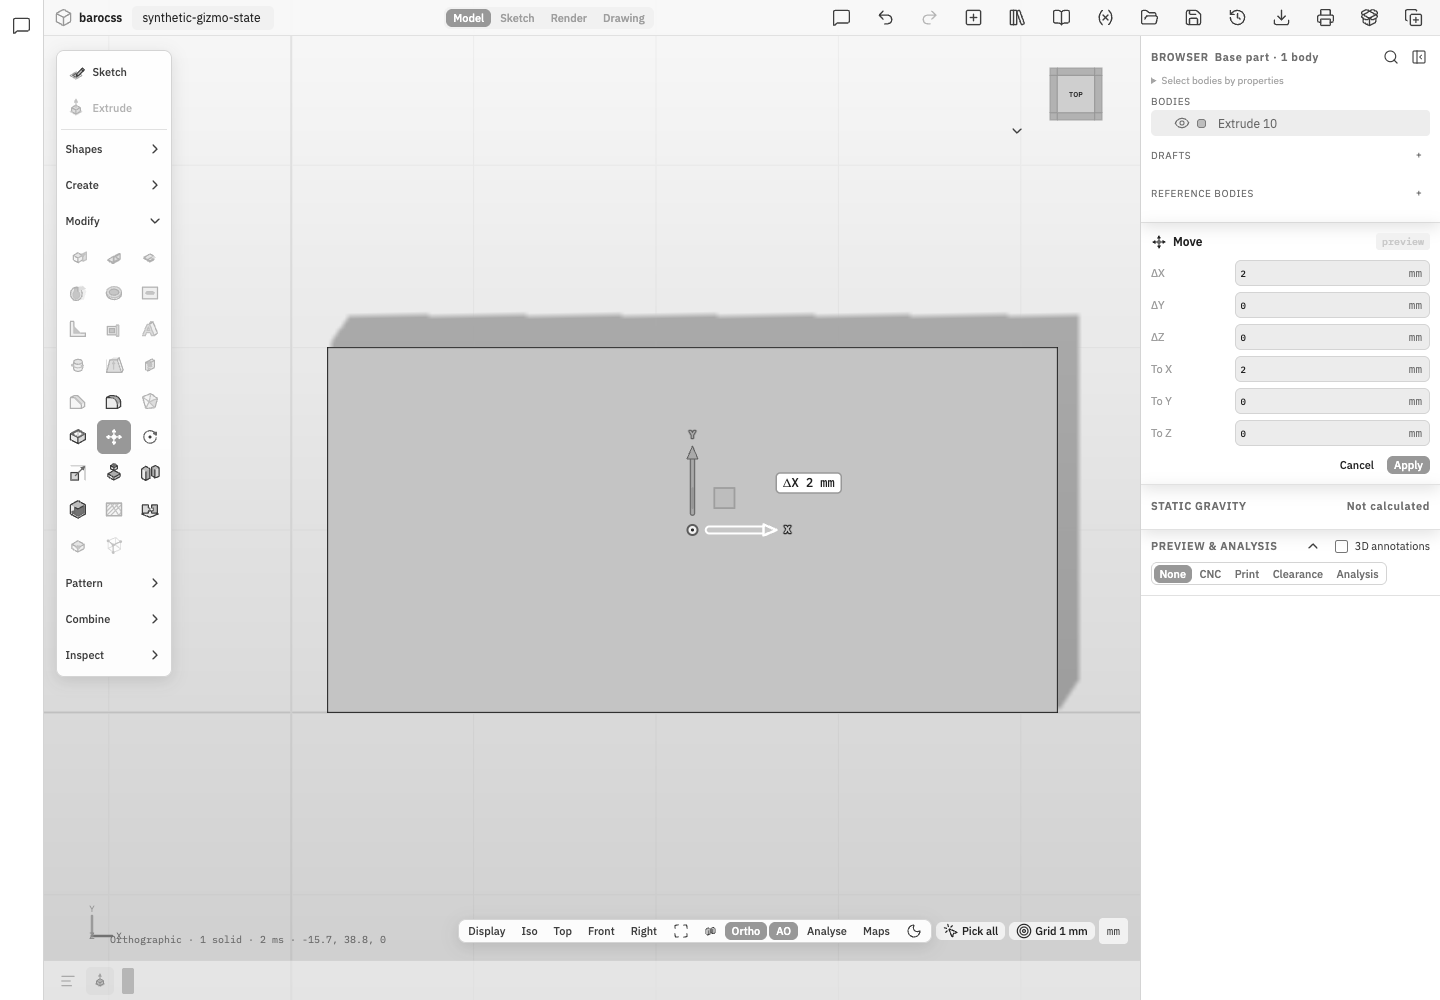 barocss
synthetic-gizmo-state
Model Sketch Render Drawing
Sketch
Extrude
Shapes
Create
Modify
Pattern
Combine
Inspect
TOP
Y
ΔX 2 mm
X
Y
X
Orthographic · 1 solid · 2 ms · -15.7, 38.8, 0
Display Iso Top Front Right Ortho AO Analyse Maps
Pick all
Grid 1 mm
mm
BROWSER Base part · 1 body
Select bodies by properties
BODIES
Extrude 10
DRAFTS +
REFERENCE BODIES +
Move preview
ΔX 2 mm
ΔY 0 mm
ΔZ 0 mm
To X 2 mm
To Y 0 mm
To Z 0 mm
Cancel Apply
STATIC GRAVITY Not calculated
PREVIEW & ANALYSIS 3D annotations
None CNC Print Clearance Analysis